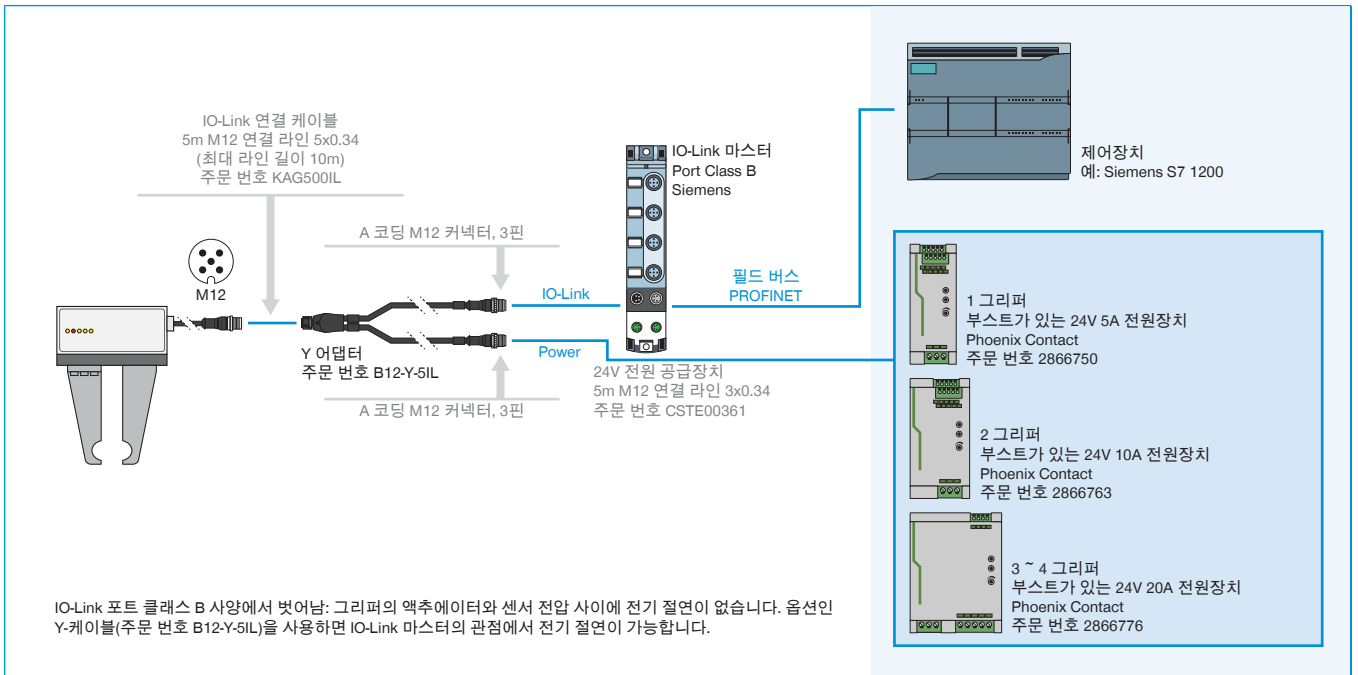 IO-Link 연결 케이블
5m M12 연결 라인 5x0.34
(최대 라인 길이 10m)
주문 번호 KAG500IL
M12
A 코딩 M12 커넥터, 3핀
Y 어댑터
주문 번호 B12-Y-5IL
A 코딩 M12 커넥터, 3핀
IO-Link
Power
IO-Link 마스터
Port Class B
Siemens
24V 전원 공급장치
5m M12 연결 라인 3x0.34
주문 번호 CSTE00361
필드 버스
PROFINET
제어장치
예: Siemens S7 1200
1 그리퍼
부스트가 있는 24V 5A 전원장치
Phoenix Contact
주문 번호 2866750
2 그리퍼
부스트가 있는 24V 10A 전원장치
Phoenix Contact
주문 번호 2866763
3 ~ 4 그리퍼
부스트가 있는 24V 20A 전원장치
Phoenix Contact
주문 번호 2866776
IO-Link 포트 클래스 B 사양에서 벗어남: 그리퍼의 액추에이터와 센서 전압 사이에 전기 절연이 없습니다. 옵션인
Y-케이블(주문 번호 B12-Y-5IL)을 사용하면 IO-Link 마스터의 관점에서 전기 절연이 가능합니다.